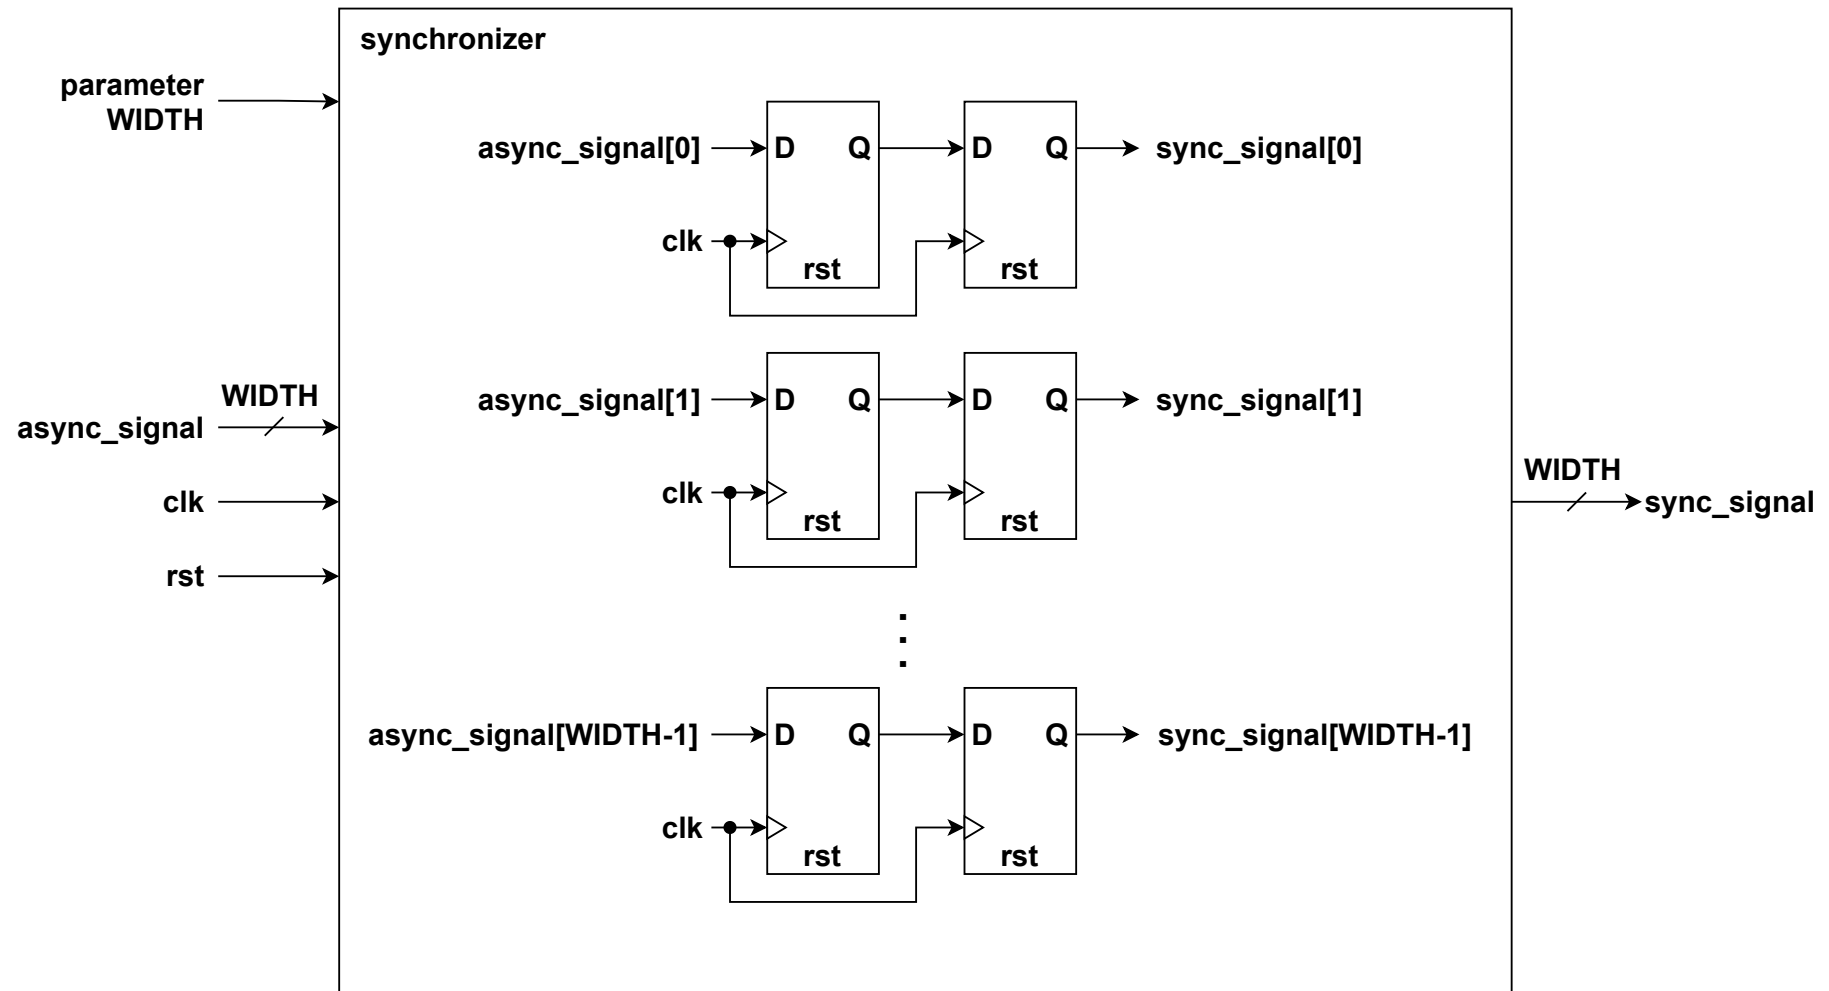 synchronizer
parameter
WIDTH
async_signal[0]
D
Q
D
Q
sync_signal[0]
clk
rst
rst
async_signal[1]
D
Q
D
Q
sync_signal[1]
clk
rst
rst
WIDTH
async_signal
clk
rst
WIDTH
sync_signal
async_signal[WIDTH-1]
D
Q
D
Q
sync_signal[WIDTH-1]
clk
rst
rst